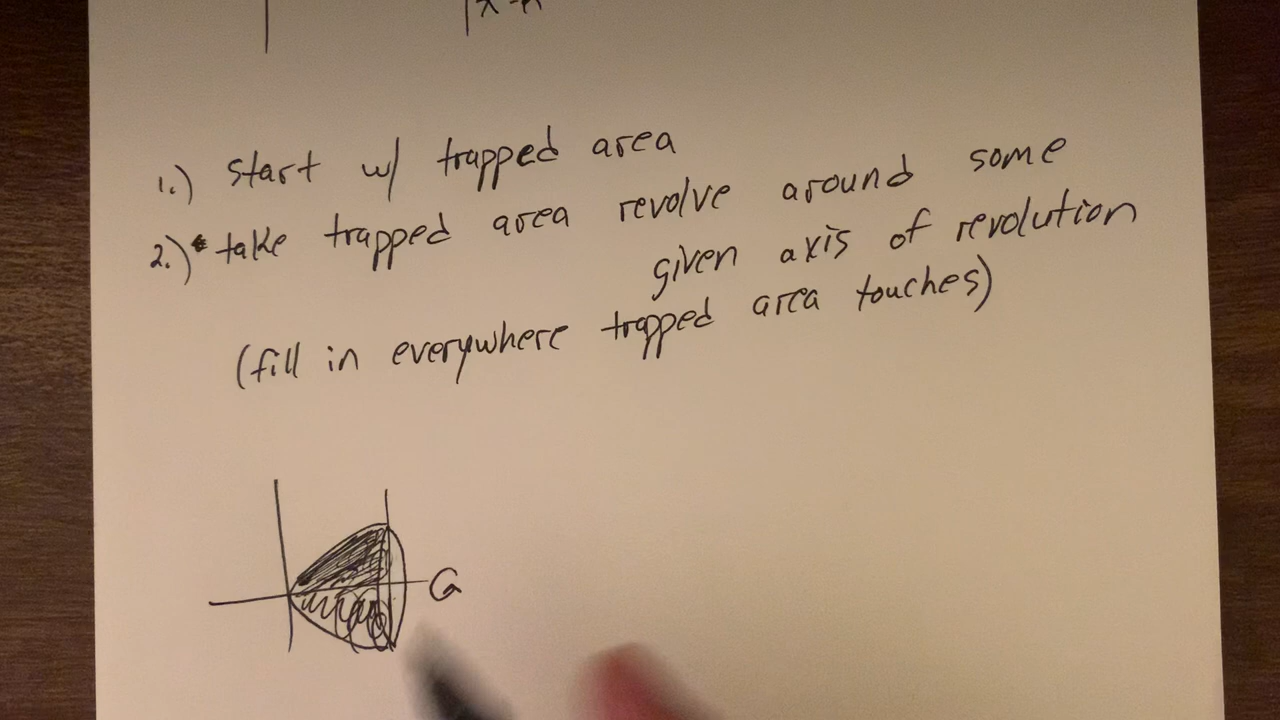 1.) start w/ trapped area
2.) take trapped area revolve around some
given axis of revolution
(fill in everywhere trapped area touches)